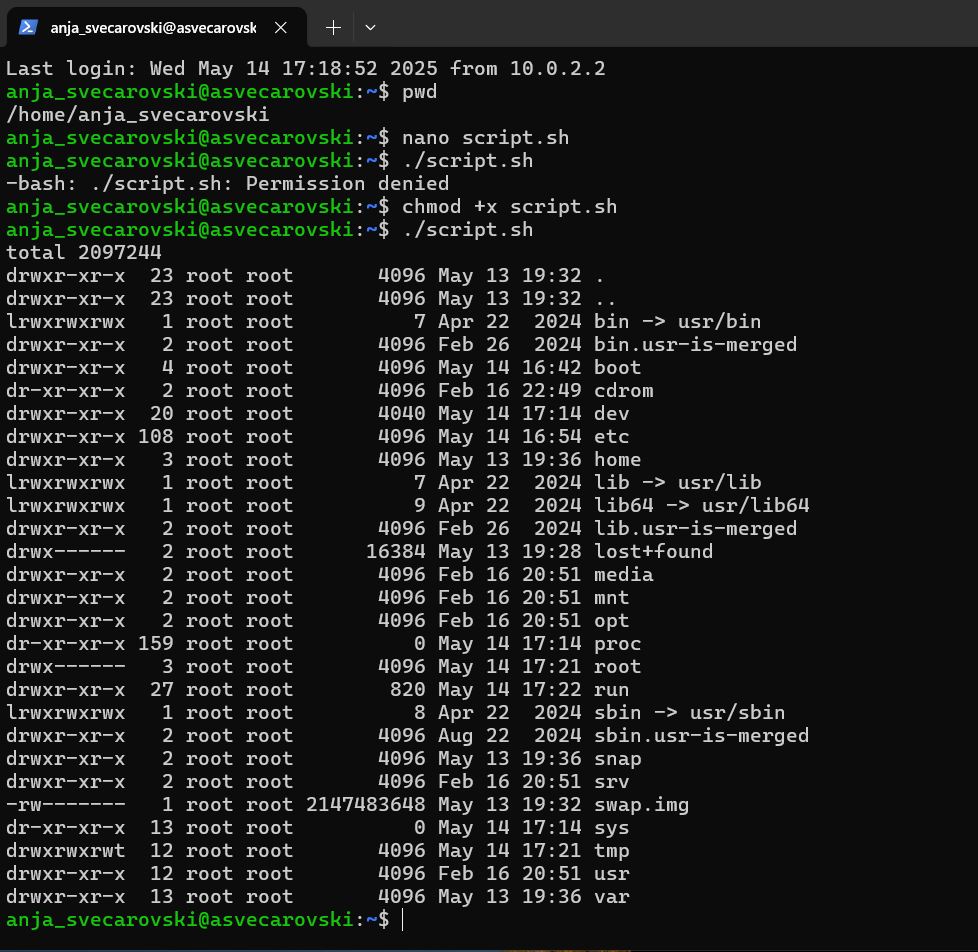 anja_svecarovski@asvecarovsk
Last login: Wed May 14 17:18:52 2025 from 10.0.2.2
anja_svecarovski@asvecarovski:~$ pwd
/home/anja_svecarovski
anja_svecarovski@asvecarovski:~$ nano script.sh
anja_svecarovski@asvecarovski:~$ ./script.sh
-bash: ./script.sh: Permission denied
anja_svecarovski@asvecarovski:~$ chmod +x script.sh
anja_svecarovski@asvecarovski:~$ ./script.sh
total 2097244
drwxr-xr-x  23 root root       4096 May 13 19:32 .
drwxr-xr-x  23 root root       4096 May 13 19:32 ..
lrwxrwxrwx   1 root root          7 Apr 22  2024 bin -> usr/bin
drwxr-xr-x   2 root root       4096 Feb 26  2024 bin.usr-is-merged
drwxr-xr-x   4 root root       4096 May 14 16:42 boot
dr-xr-xr-x   2 root root       4096 Feb 16 22:49 cdrom
drwxr-xr-x  20 root root       4040 May 14 17:14 dev
drwxr-xr-x 108 root root       4096 May 14 16:54 etc
drwxr-xr-x   3 root root       4096 May 13 19:36 home
lrwxrwxrwx   1 root root          7 Apr 22  2024 lib -> usr/lib
lrwxrwxrwx   1 root root          9 Apr 22  2024 lib64 -> usr/lib64
drwxr-xr-x   2 root root       4096 Feb 26  2024 lib.usr-is-merged
drwx------   2 root root      16384 May 13 19:28 lost+found
drwxr-xr-x   2 root root       4096 Feb 16 20:51 media
drwxr-xr-x   2 root root       4096 Feb 16 20:51 mnt
drwxr-xr-x   2 root root       4096 Feb 16 20:51 opt
dr-xr-xr-x 159 root root          0 May 14 17:14 proc
drwx------   3 root root       4096 May 14 17:21 root
drwxr-xr-x  27 root root        820 May 14 17:22 run
lrwxrwxrwx   1 root root          8 Apr 22  2024 sbin -> usr/sbin
drwxr-xr-x   2 root root       4096 Aug 22  2024 sbin.usr-is-merged
drwxr-xr-x   2 root root       4096 May 13 19:36 snap
drwxr-xr-x   2 root root       4096 Feb 16 20:51 srv
-rw-------   1 root root 2147483648 May 13 19:32 swap.img
dr-xr-xr-x  13 root root          0 May 14 17:14 sys
drwxrwxrwt  12 root root       4096 May 14 17:21 tmp
drwxr-xr-x  12 root root       4096 Feb 16 20:51 usr
drwxr-xr-x  13 root root       4096 May 13 19:36 var
anja_svecarovski@asvecarovski:~$